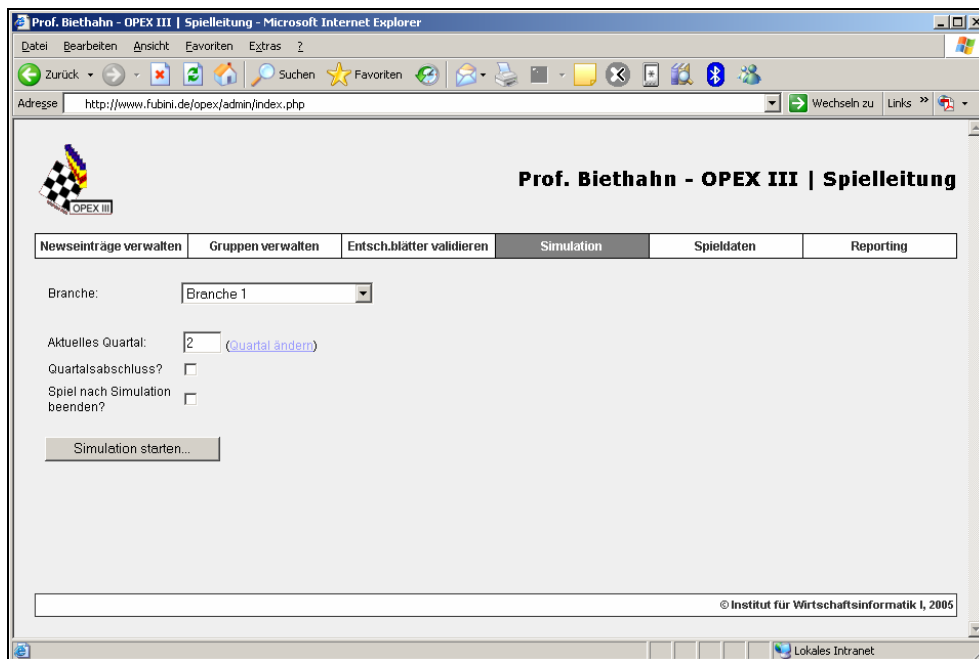 Prof. Biethahn - OPEX III | Spielleitung - Microsoft Internet Explorer
Datei Bearbeiten Ansicht Favoriten Extras ?
Zurück Suchen Favoriten
Adresse http://www.fubini.de/opex/admin/index.php Wechseln zu Links »
OPEX III
Prof. Biethahn - OPEX III | Spielleitung
Newseinträge verwalten Gruppen verwalten Entsch.blätter validieren Simulation Spieldaten Reporting
Branche: Branche 1
Aktuelles Quartal: 2 (Quartal ändern)
Quartalsabschluss?
Spiel nach Simulation
beenden?
Simulation starten...
© Institut für Wirtschaftsinformatik I, 2005
Lokales Intranet